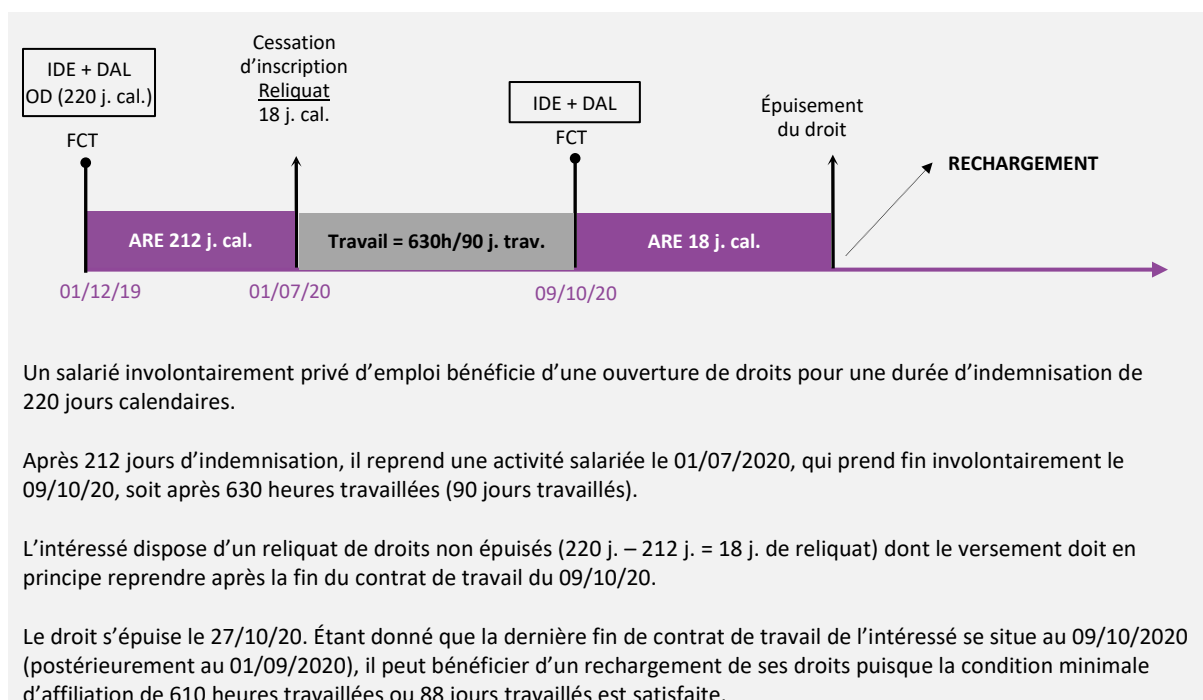 Cessation
d’inscription
Reliquat
18 j. cal.
IDE + DAL
OD (220 j. cal.)
FCT
IDE + DAL
FCT
Épuisement
du droit
RECHARGEMENT
ARE 212 j. cal.
Travail = 630h/90 j. trav.
ARE 18 j. cal.
01/12/19
01/07/20
09/10/20
Un salarié involontairement privé d’emploi bénéficie d’une ouverture de droits pour une durée d’indemnisation de
220 jours calendaires.
Après 212 jours d’indemnisation, il reprend une activité salariée le 01/07/2020, qui prend fin involontairement le
09/10/20, soit après 630 heures travaillées (90 jours travaillés).
L’intéressé dispose d’un reliquat de droits non épuisés (220 j. – 212 j. = 18 j. de reliquat) dont le versement doit en
principe reprendre après la fin du contrat de travail du 09/10/20.
Le droit s’épuise le 27/10/20. Étant donné que la dernière fin de contrat de travail de l’intéressé se situe au 09/10/2020
(postérieurement au 01/09/2020), il peut bénéficier d’un rechargement de ses droits puisque la condition minimale
d’affiliation de 610 heures travaillées ou 88 jours travaillés est satisfaite.